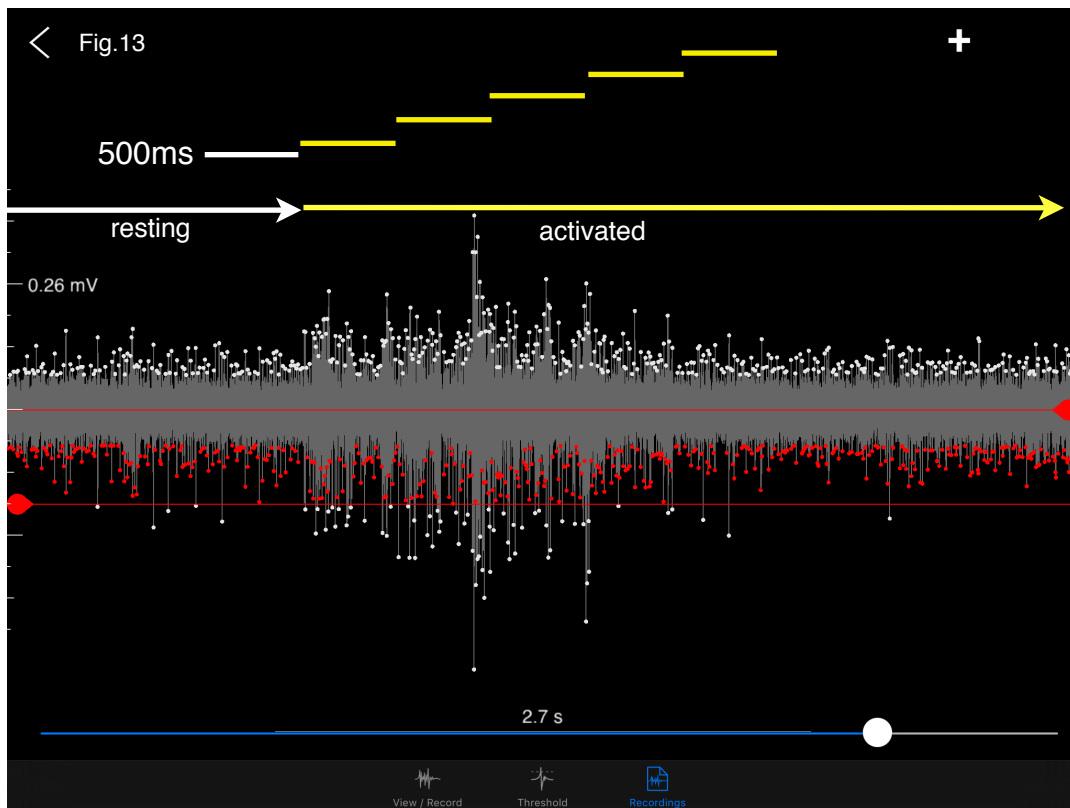 Fig.13
+
500ms
resting
activated
0.26 mV
2.7 s
View / Record
Threshold
Recordings